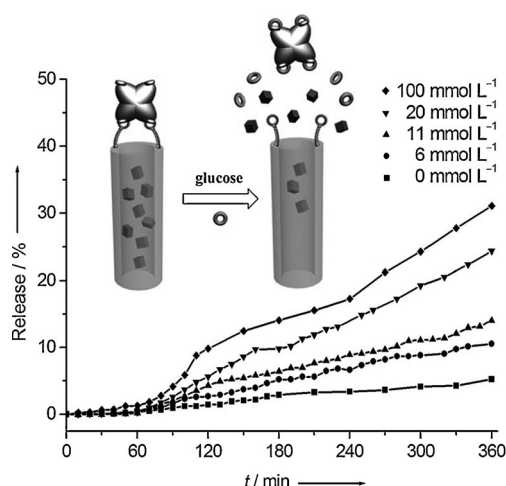 50
40
30
20
10
0
Release / %
glucose
100 mmol L⁻¹
20 mmol L⁻¹
11 mmol L⁻¹
6 mmol L⁻¹
0 mmol L⁻¹
0 60 120 180 240 300 360
t / min